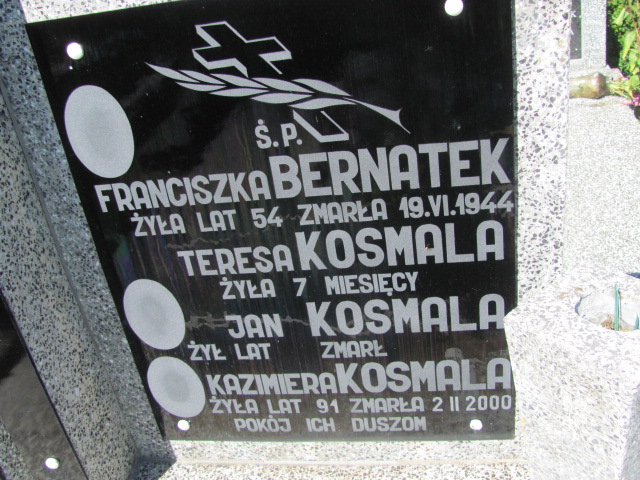 Ś.P.
FRANCISZKA BERNATEK
ŻYŁA LAT 54 ZMARŁA 19.VI.1944
TERESA KOSMALA
ŻYŁA 7 MIESIĘCY
JAN KOSMALA
ŻYŁ LAT ZMARŁ
KAZIMIERA KOSMALA
ŻYŁA LAT 91 ZMARŁA 2 II 2000
POKÓJ ICH DUSZOM